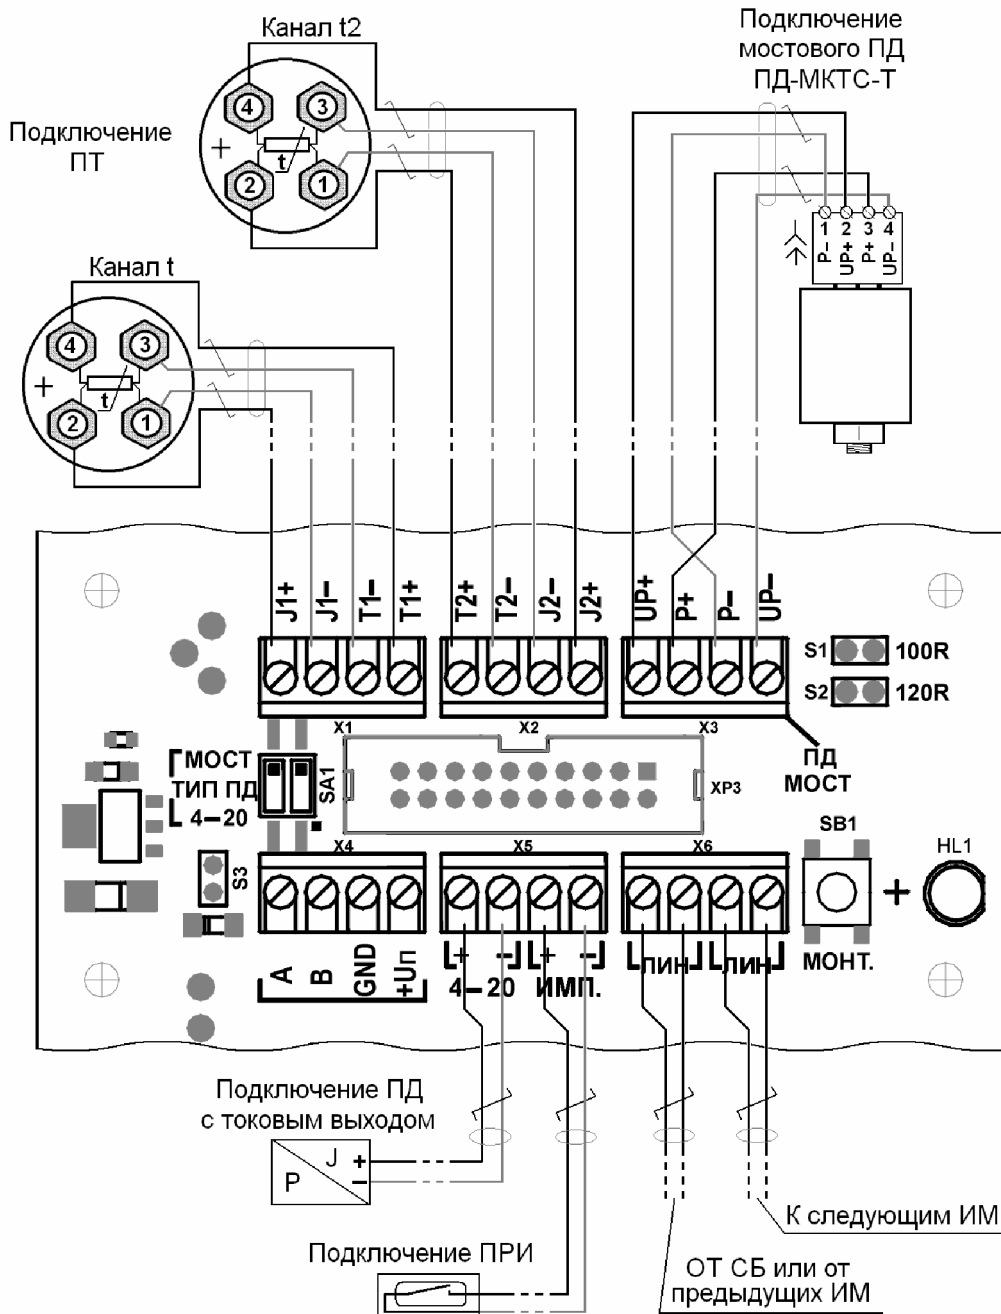 Канал t2
Подключение
мостового ПД
ПД-МКТС-Т
Подключение
ПТ
4
3
+
t
2
1
1 2 3 4
P–
UP+
P+
UP–
Канал t
4
3
+
t
2
1
J1+
J1–
T1–
T1+
T2+
T2–
J2–
J2+
UP+
P+
P–
UP–
S1
100R
S2
120R
X1
X2
X3
ПД
МОСТ
МОСТ
ТИП ПД
4–20
SA1
XP3
SB1
HL1
S3
X4
X5
X6
+
A
B
GND
+Uп
+ –
4–20
+ –
ИМП.
ЛИН
ЛИН
МОНТ.
Подключение ПД
с токовым выходом
J +
P –
К следующим ИМ
Подключение ПРИ
ОТ СБ или от
предыдущих ИМ